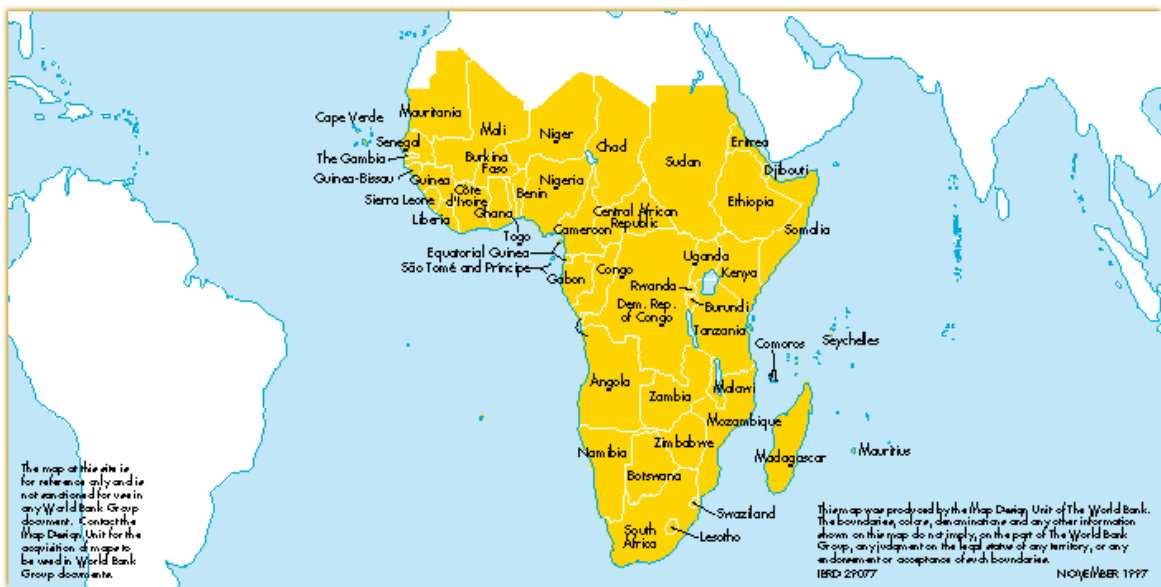 Mauritania
Cape Verde
Mali
Niger
Chad
Sudan
Eritrea
Senegal
The Gambia
Burkina
Faso
Djibouti
Guinea-Bissau
Guinea
Nigeria
Benin
Ethiopia
Côte
d'Ivoire
Sierra Leone
Ghana
Central African
Republic
Liberia
Cameroon
Somalia
Togo
Equatorial Guinea
Uganda
São Tomé and Príncipe
Congo
Kenya
Gabon
Rwanda
Dem. Rep.
of Congo
Burundi
Tanzania
Seychelles
Comoros
Angola
Malawi
Zambia
Mozambique
Zimbabwe
Namibia
Mauritius
Madagascar
Botswana
Swaziland
South
Africa
Lesotho
The map at this site is
for reference only and is
not sanctioned for use in
any World Bank Group
document. Contact the
Map Design Unit for the
acquisition of maps to
be used in World Bank
Group documents.
This map was produced by the Map Design Unit of The World Bank.
The boundaries, colors, denominations and any other information
shown on this map do not imply, on the part of The World Bank
Group, any judgment on the legal status of any territory, or any
endorsement or acceptance of such boundaries.
IBRD 29077
NOVEMBER 1997